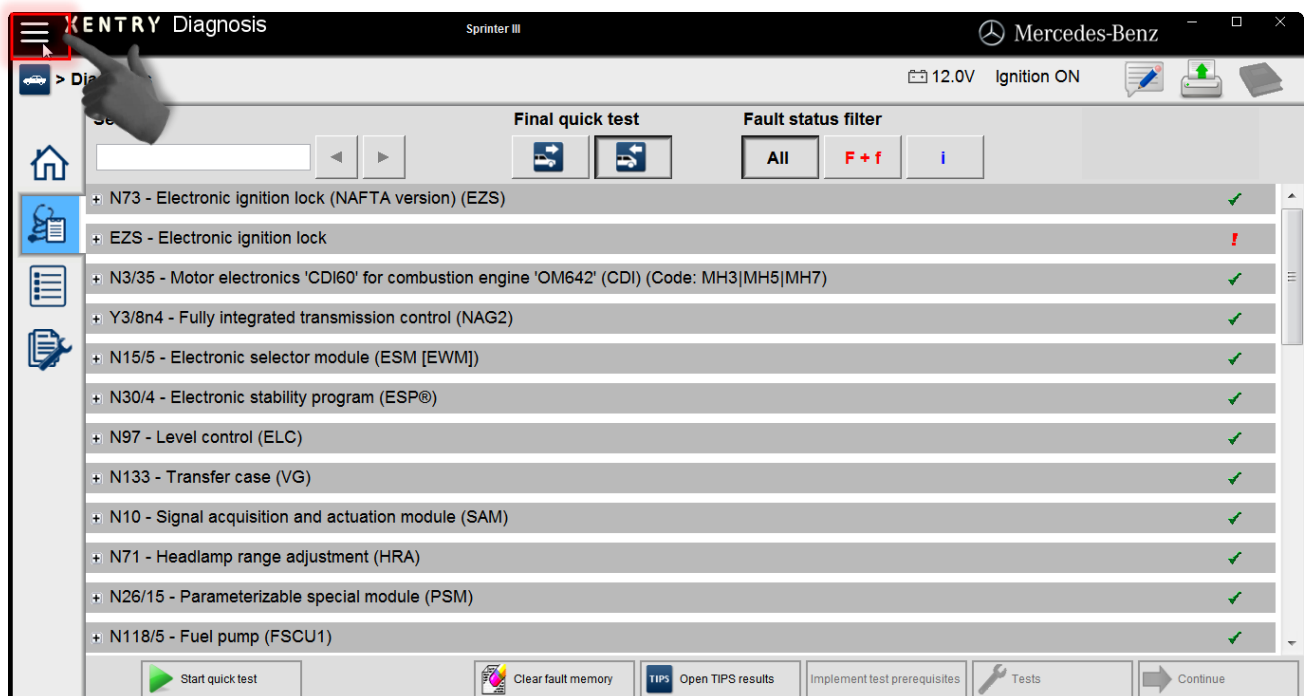 XENTRY Diagnosis
Sprinter III
Mercedes-Benz
12.0V Ignition ON
Final quick test
Fault status filter
All
F + f
i
N73 - Electronic ignition lock (NAFTA version) (EZS)
EZS - Electronic ignition lock
N3/35 - Motor electronics 'CDI60' for combustion engine 'OM642' (CDI) (Code: MH3|MH5|MH7)
Y3/8n4 - Fully integrated transmission control (NAG2)
N15/5 - Electronic selector module (ESM [EWM])
N30/4 - Electronic stability program (ESP®)
N97 - Level control (ELC)
N133 - Transfer case (VG)
N10 - Signal acquisition and actuation module (SAM)
N71 - Headlamp range adjustment (HRA)
N26/15 - Parameterizable special module (PSM)
N118/5 - Fuel pump (FSCU1)
Start quick test
Clear fault memory
TIPS Open TIPS results
Implement test prerequisites
Tests
Continue